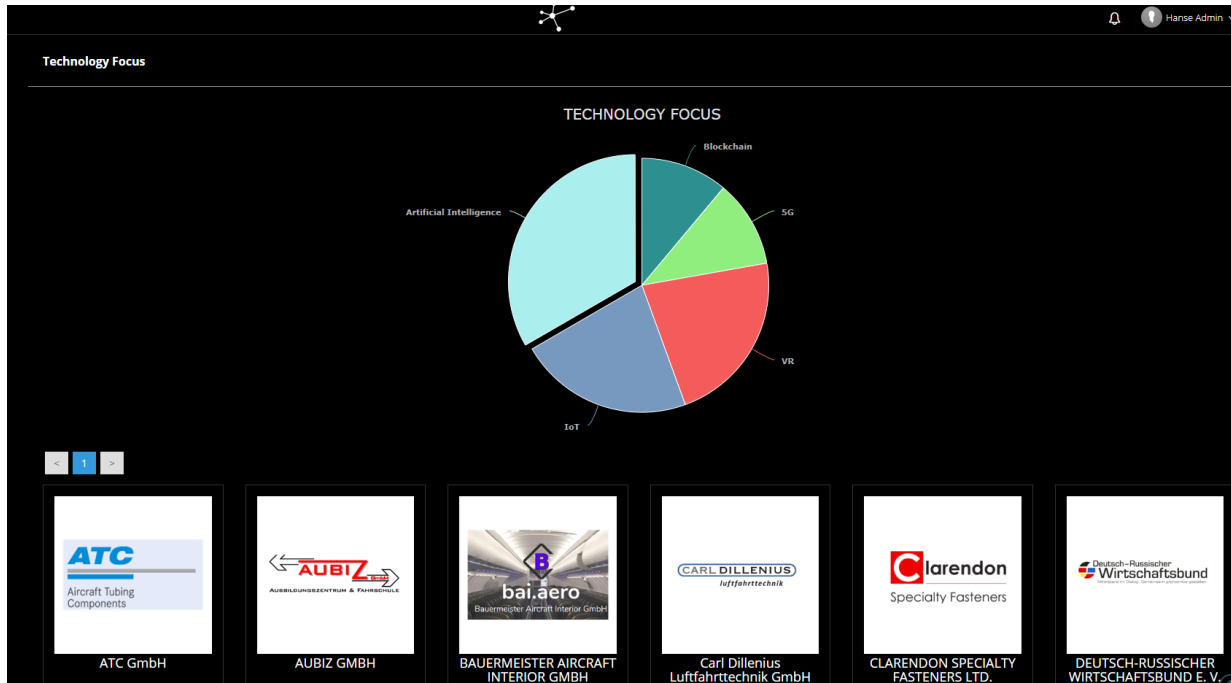 Hanse Admin
Technology Focus
TECHNOLOGY FOCUS
Blockchain
Artificial Intelligence
5G
VR
IoT
< 1 >
ATC
Aircraft Tubing
Components
ATC GmbH
AUBIZ GmbH
AUSBILDUNGSZENTRUM & FAHRSCHULE
AUBIZ GMBH
B
bai.aero
Bauermeister Aircraft Interior GmbH
BAUERMEISTER AIRCRAFT
INTERIOR GMBH
CARL DILLENIUS
luftfahrttechnik
Carl Dillenius
Luftfahrttechnik GmbH
Clarendon
Specialty Fasteners
CLARENDON SPECIALTY
FASTENERS LTD.
Deutsch-Russischer
Wirtschaftsbund
DEUTSCH-RUSSISCHER
WIRTSCHAFTSBUND E. V.